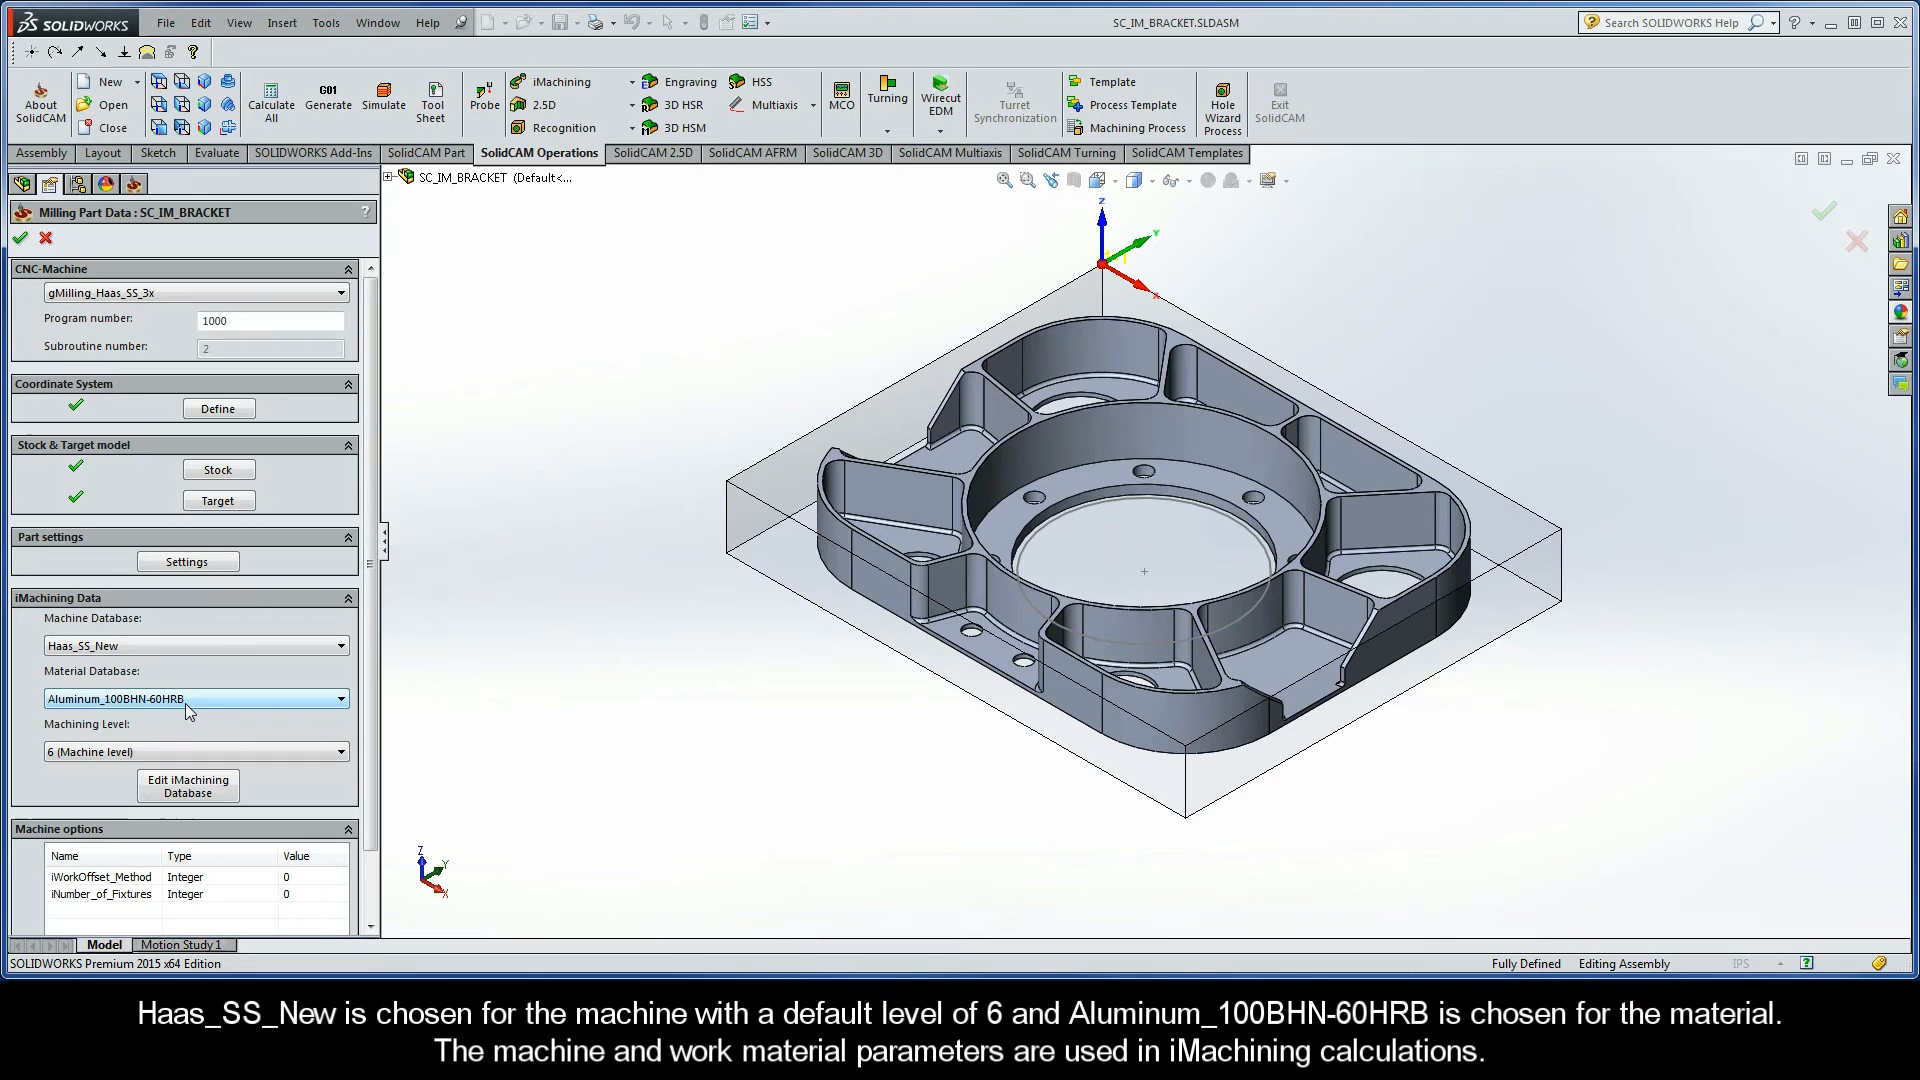 SOLIDWORKS File Edit View Insert Tools Window Help SC_IM_BRACKET.SLDASM Search SOLIDWORKS Help
About SolidCAM
New
Open
Close
Calculate All
G01
Generate
Simulate
Tool Sheet
Probe
iMachining
2.5D
Recognition
Engraving
3D HSR
3D HSM
HSS
Multiaxis
MCO
Turning
Wirecut EDM
Turret Synchronization
Template
Process Template
Machining Process
Hole Wizard Process
Exit SolidCAM
Assembly Layout Sketch Evaluate SOLIDWORKS Add-Ins SolidCAM Part SolidCAM Operations SolidCAM 2.5D SolidCAM AFRM SolidCAM 3D SolidCAM Multiaxis SolidCAM Turning SolidCAM Templates
SC_IM_BRACKET (Default<...
Milling Part Data : SC_IM_BRACKET ?
CNC-Machine
gMilling_Haas_SS_3x
Program number: 1000
Subroutine number: 2
Coordinate System
Define
Stock & Target model
Stock
Target
Part settings
Settings
iMachining Data
Machine Database:
Haas_SS_New
Material Database:
Aluminum_100BHN-60HRB
Machining Level:
6 (Machine level)
Edit iMachining
Database
Machine options
Name Type Value
iWorkOffset_Method Integer 0
iNumber_of_Fixtures Integer 0
Z
Y
X
Z
Y
X
Model Motion Study 1
SOLIDWORKS Premium 2015 x64 Edition Fully Defined Editing Assembly IPS
Haas_SS_New is chosen for the machine with a default level of 6 and Aluminum_100BHN-60HRB is chosen for the material.
The machine and work material parameters are used in iMachining calculations.